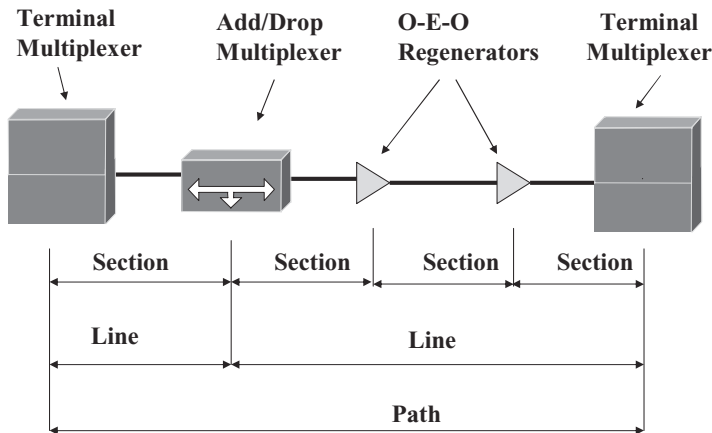 Terminal
Multiplexer
Add/Drop
Multiplexer
O-E-O
Regenerators
Terminal
Multiplexer
Section
Section
Section
Section
Line
Line
Path